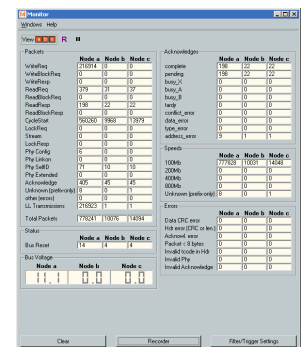 Monitor
Windows Help
View a b c R
Packets
Node a Node b Node c
WriteReq 216914 0 0
WriteBlockReq 0 0 0
WriteResp 0 0 0
ReadReq 379 31 37
ReadBlockReq 0 0 0
ReadResp 198 22 22
ReadBlockResp 0 0 0
CycleStart 560260 9968 13979
LockReq 0 0 0
Stream 0 0 0
LockResp 0 0 0
Phy Config 6 0 0
Phy Linkon 0 0 0
Phy SelfID 71 10 10
Phy Extended 0 0 0
Acknowledge 405 45 45
Unknown (prefix-only) 8 0 1
other (errors) 0 0 0
LL Transmissions 216923 1 1
Total Packets 778241 10076 14094
Status
Node a Node b Node c
Bus Reset 14 4 4
Bus Voltage
Node a Node b Node c
11.1 0.0 0.0
Acknowledges
Node a Node b Node c
complete 198 22 22
pending 198 22 22
busy_X 0 0 0
busy_A 0 0 0
busy_B 0 0 0
tardy 0 0 0
conflict_error 0 0 0
data_error 0 0 0
type_error 0 0 0
address_error 9 1 1
Speeds
Node a Node b Node c
100Mb 777828 10031 14048
200Mb 0 0 0
400Mb 0 0 0
800Mb 0 0 0
Unknown (prefix-only) 8 0 1
Errors
Node a Node b Node c
Data CRC error 0 0 0
Hdr error (CRC or len.) 0 0 0
Acknowl. error 0 0 0
Packet < 8 bytes 0 0 0
Invalid tcode in Hdr 0 0 0
Invalid Phy 0 0 0
Invalid Acknowledge 0 0 0
Clear
Recorder
Filter/Trigger Settings